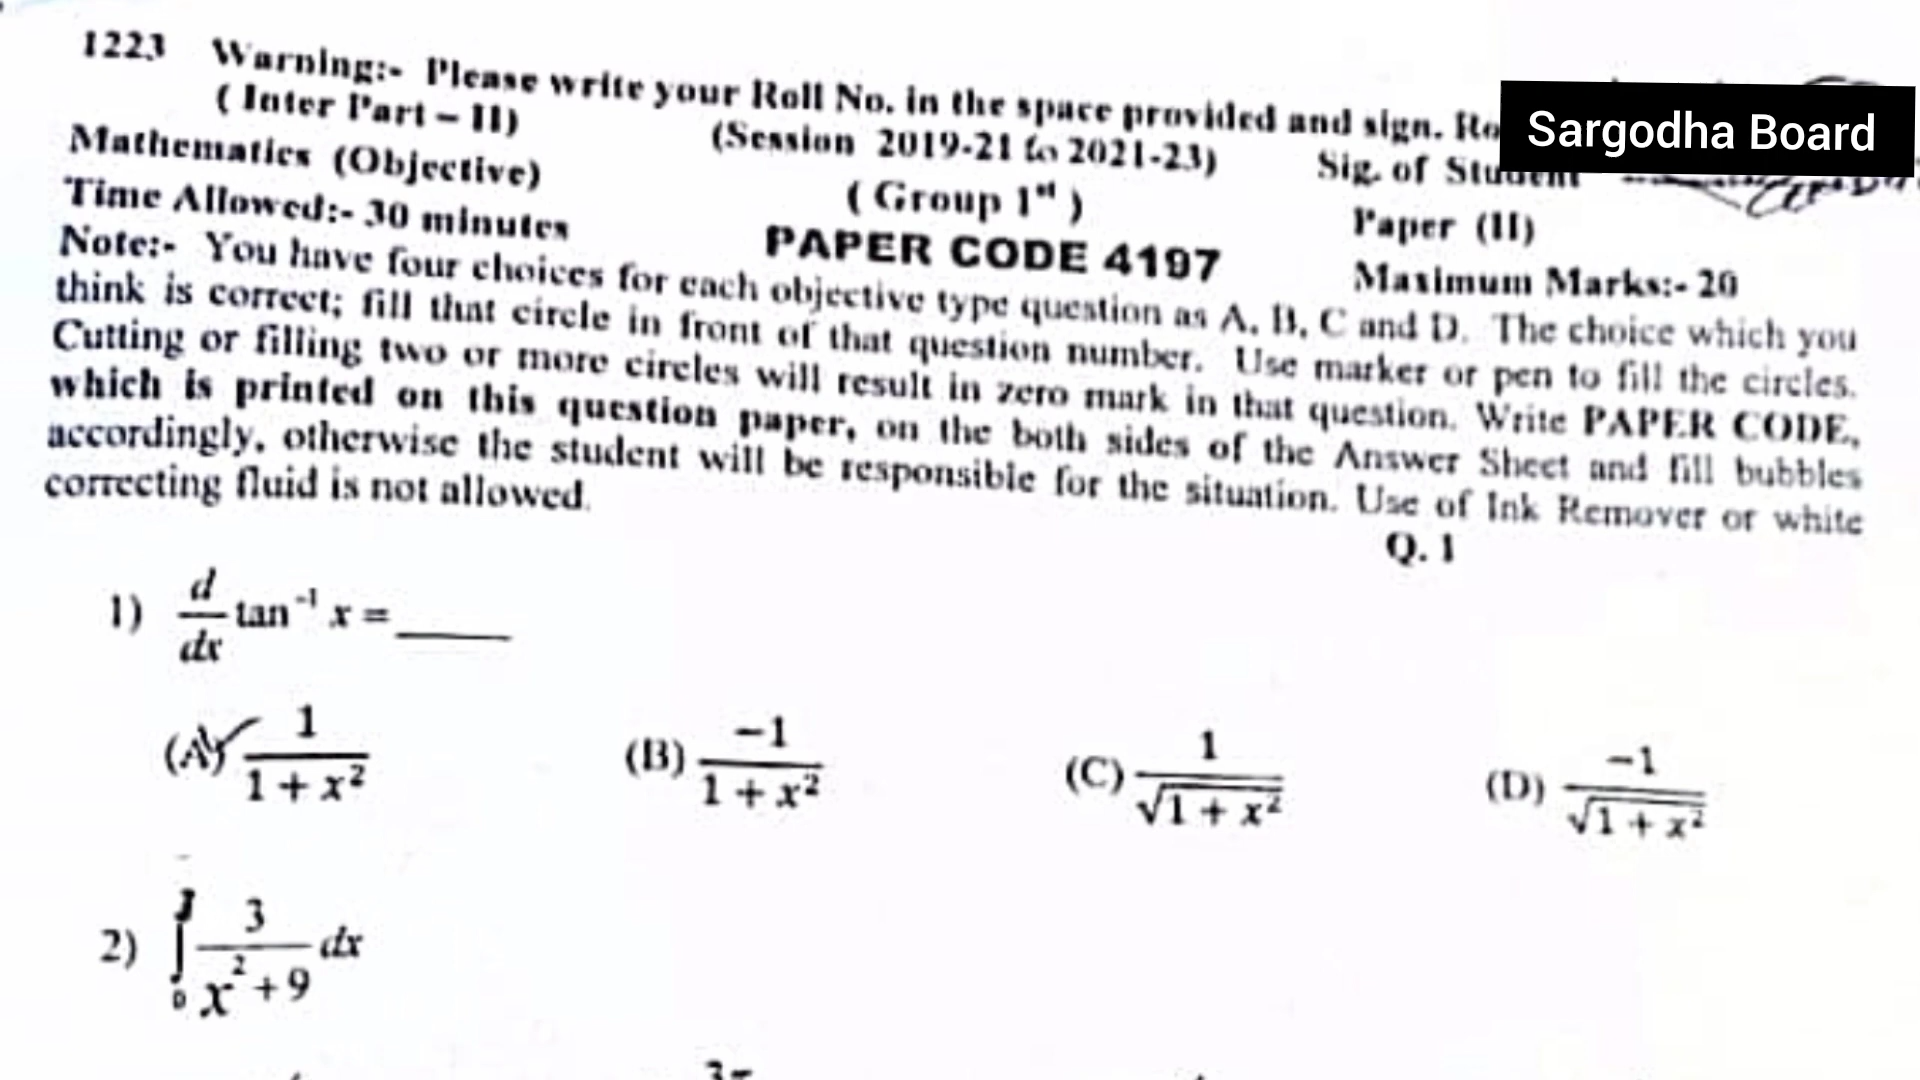 1223 Warning:- Please write your Roll No. in the space provided and sign. Ro
Sargodha Board
( Inter Part – II) (Session 2019-21 to 2021-23) Sig. of Student
Mathematics (Objective) ( Group 1st ) Paper (II)
Time Allowed:- 30 minutes PAPER CODE 4197 Maximum Marks:- 20
Note:- You have four choices for each objective type question as A, B, C and D. The choice which you
think is correct; fill that circle in front of that question number. Use marker or pen to fill the circles.
Cutting or filling two or more circles will result in zero mark in that question. Write PAPER CODE,
which is printed on this question paper, on the both sides of the Answer Sheet and fill bubbles
accordingly, otherwise the student will be responsible for the situation. Use of Ink Remover or white
correcting fluid is not allowed.
Q. 1
1) d/dx tan⁻¹ x = ____
(A) 1/(1 + x²) (B) −1/(1 + x²) (C) 1/√(1 + x²) (D) −1/√(1 + x²)
2) ∫₀³ 3/(x² + 9) dx